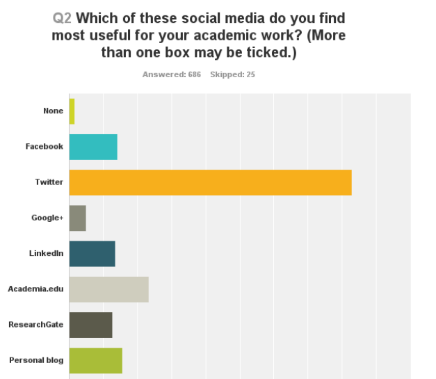 Q2 Which of these social media do you find
most useful for your academic work? (More
than one box may be ticked.)
Answered: 686 Skipped: 25
None
Facebook
Twitter
Google+
LinkedIn
Academia.edu
ResearchGate
Personal blog